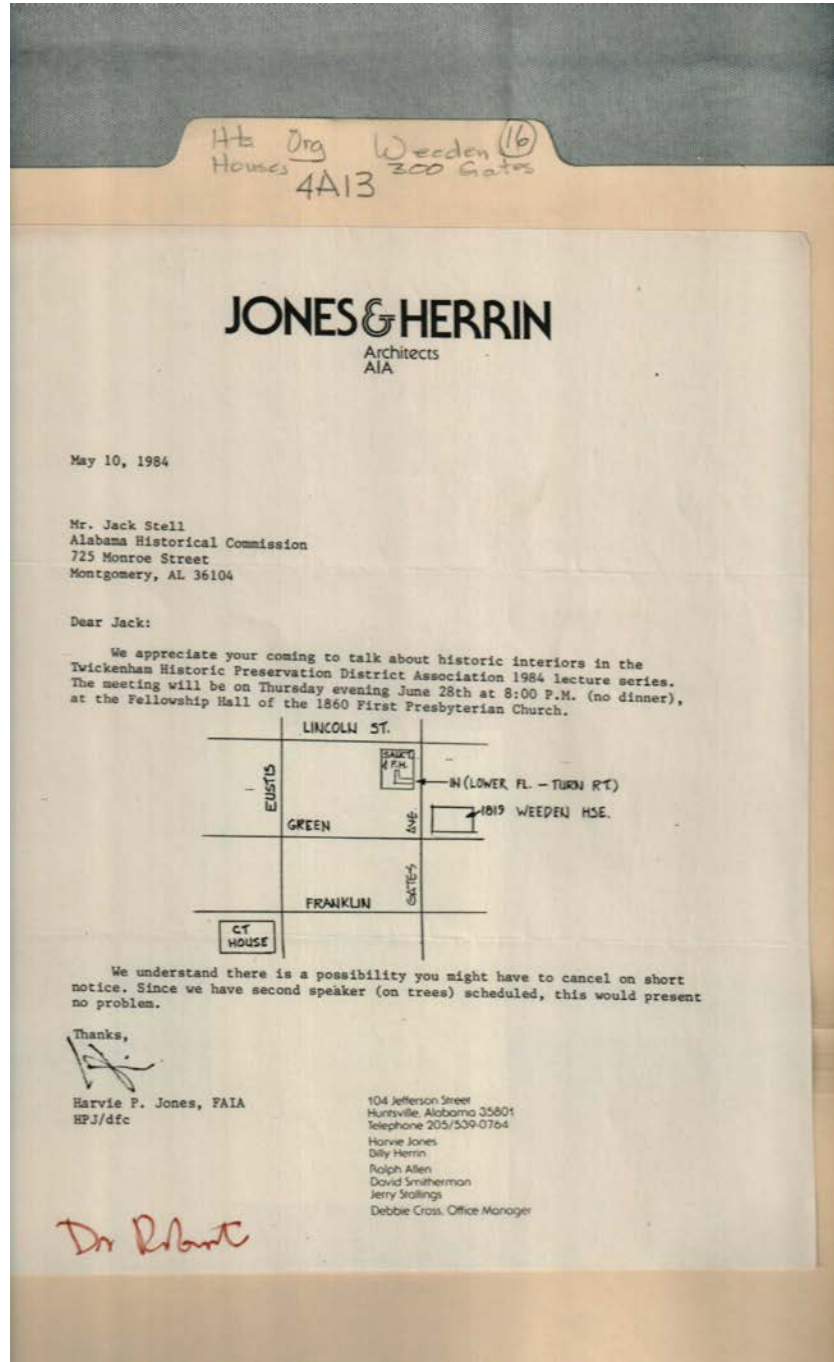 Hts Org Weeden 16
Houses 300 Gates
4A13
JONES & HERRIN
Architects
AIA
May 10, 1984
Mr. Jack Stell
Alabama Historical Commission
725 Monroe Street
Montgomery, AL 36104
Dear Jack:
We appreciate your coming to talk about historic interiors in the
Twickenham Historic Preservation District Association 1984 lecture series.
The meeting will be on Thursday evening June 28th at 8:00 P.M. (no dinner),
at the Fellowship Hall of the 1860 First Presbyterian Church.
LINCOLN ST.
SANCT.
& F.H.
IN (LOWER FL. - TURN RT.)
EUSTIS
1819 WEEDEN HSE.
GREEN
AVE.
GATES
FRANKLIN
CT
HOUSE
We understand there is a possibility you might have to cancel on short
notice. Since we have second speaker (on trees) scheduled, this would present
no problem.
Thanks,
Harvie P. Jones, FAIA
HPJ/dfc
104 Jefferson Street
Huntsville, Alabama 35801
Telephone 205/539-0764
Harvie Jones
Billy Herrin
Ralph Allen
David Smitherman
Jerry Stallings
Debbie Cross, Office Manager
Dr Robert